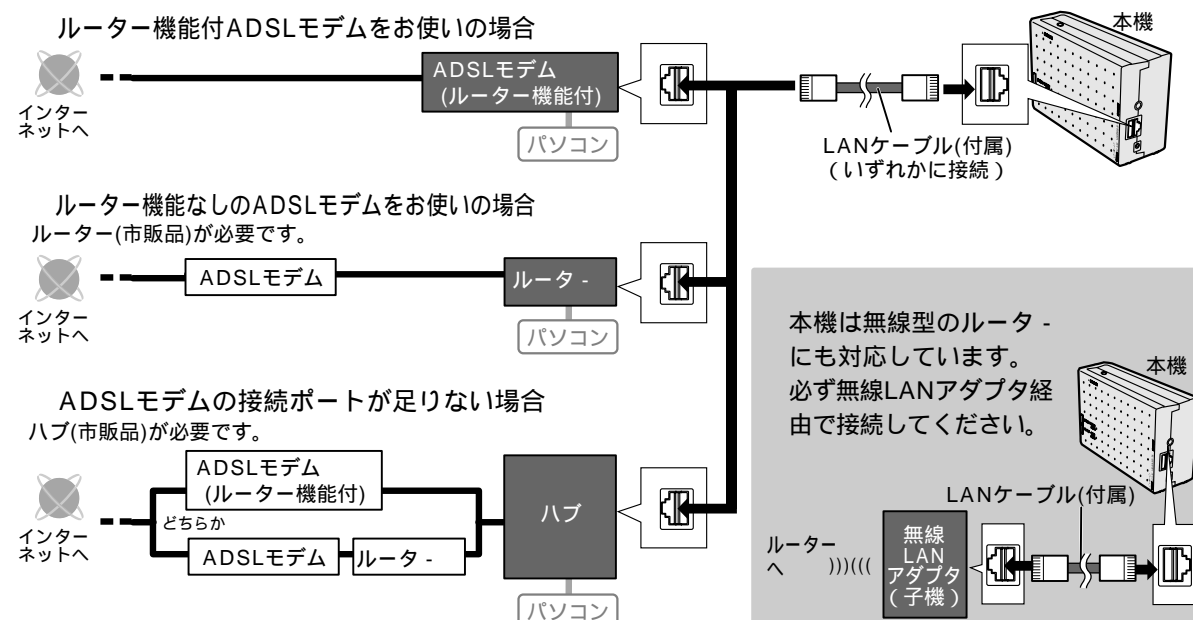 ルーター機能付ADSLモデムをお使いの場合
インター
ネットへ
ADSLモデム
(ルーター機能付)
パソコン
本機
LANケーブル(付属)
(いずれかに接続)
ルーター機能なしのADSLモデムをお使いの場合
ルーター(市販品)が必要です。
インター
ネットへ
ADSLモデム
ルータ-
パソコン
ADSLモデムの接続ポートが足りない場合
ハブ(市販品)が必要です。
インター
ネットへ
ADSLモデム
(ルーター機能付)
どちらか
ADSLモデム
ルータ-
ハブ
パソコン
本機は無線型のルータ-
にも対応しています。
必ず無線LANアダプタ経
由で接続してください。
本機
LANケーブル(付属)
ルーター
へ
)))(((
無線
LAN
アダプタ
(子機)